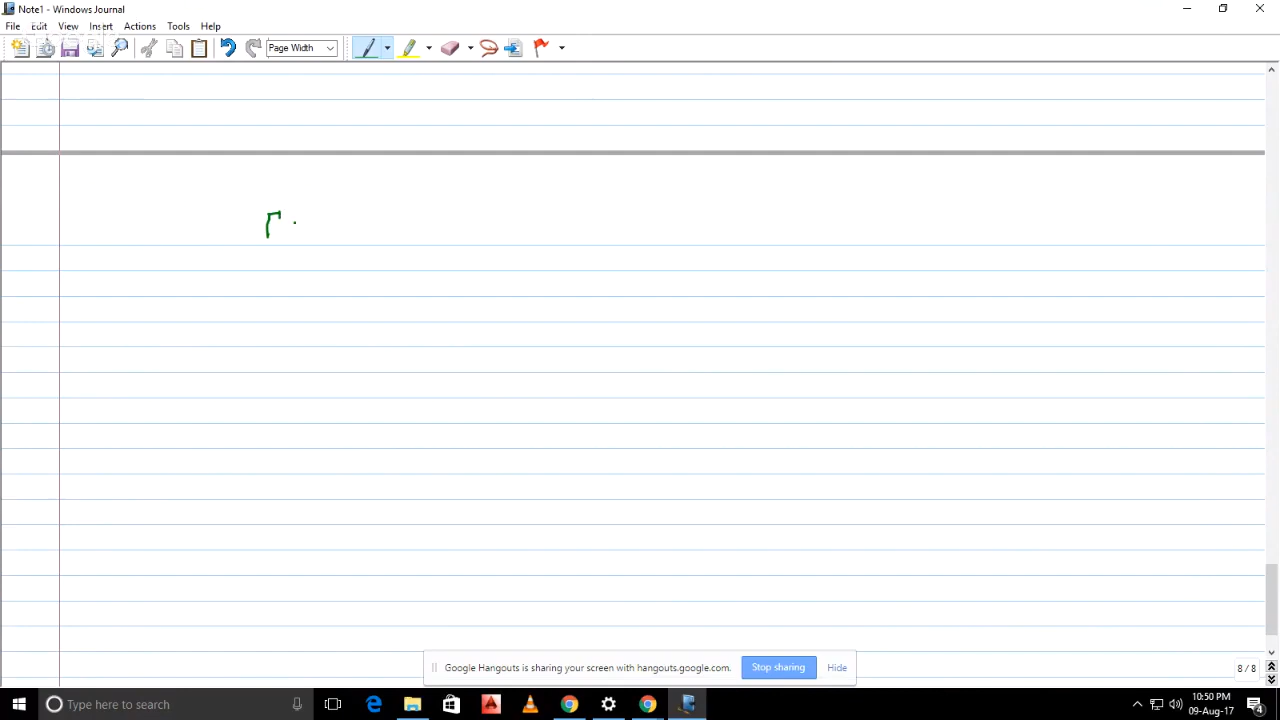 Note1 - Windows Journal
File Edit View Insert Actions Tools Help
Page Width
Google Hangouts is sharing your screen with hangouts.google.com. Stop sharing Hide
8 / 8
Type here to search
10:50 PM
09-Aug-17
4